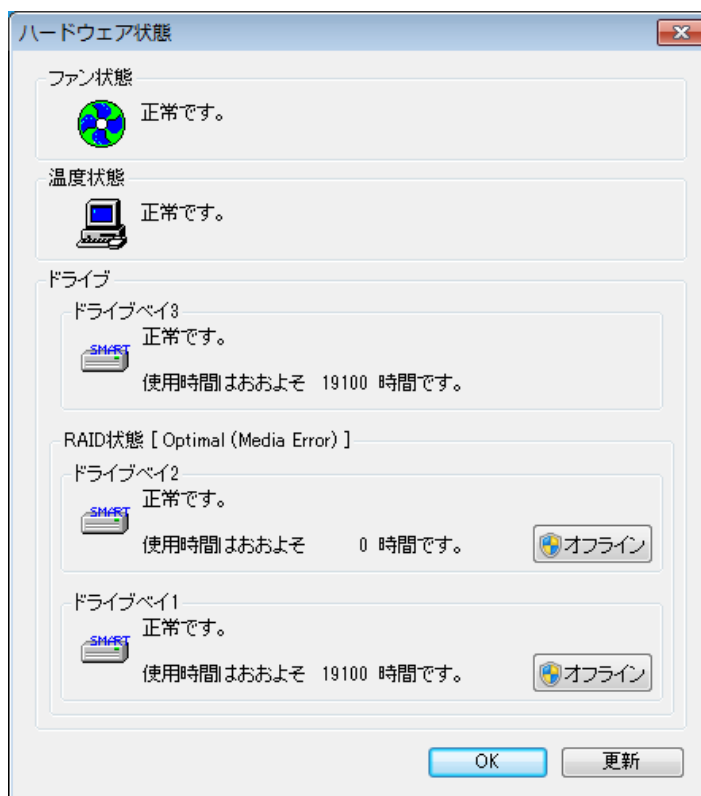 ハードウェア状態
ファン状態
正常です。
温度状態
正常です。
ドライブ
ドライブベイ3
SMART
正常です。
使用時間はおおよそ 19100 時間です。
RAID状態 [ Optimal (Media Error) ]
ドライブベイ2
SMART
正常です。
使用時間はおおよそ 0 時間です。
オフライン
ドライブベイ1
SMART
正常です。
使用時間はおおよそ 19100 時間です。
オフライン
OK
更新